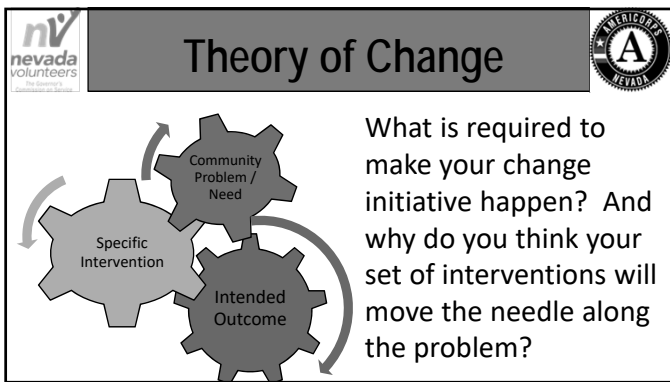 nV
nevada
volunteers
The Governor's
Commission on Service
Theory of Change
AMERICORPS
A
NEVADA
Community
Problem /
Need
Specific
Intervention
Intended
Outcome
What is required to
make your change
initiative happen?  And
why do you think your
set of interventions will
move the needle along
the problem?